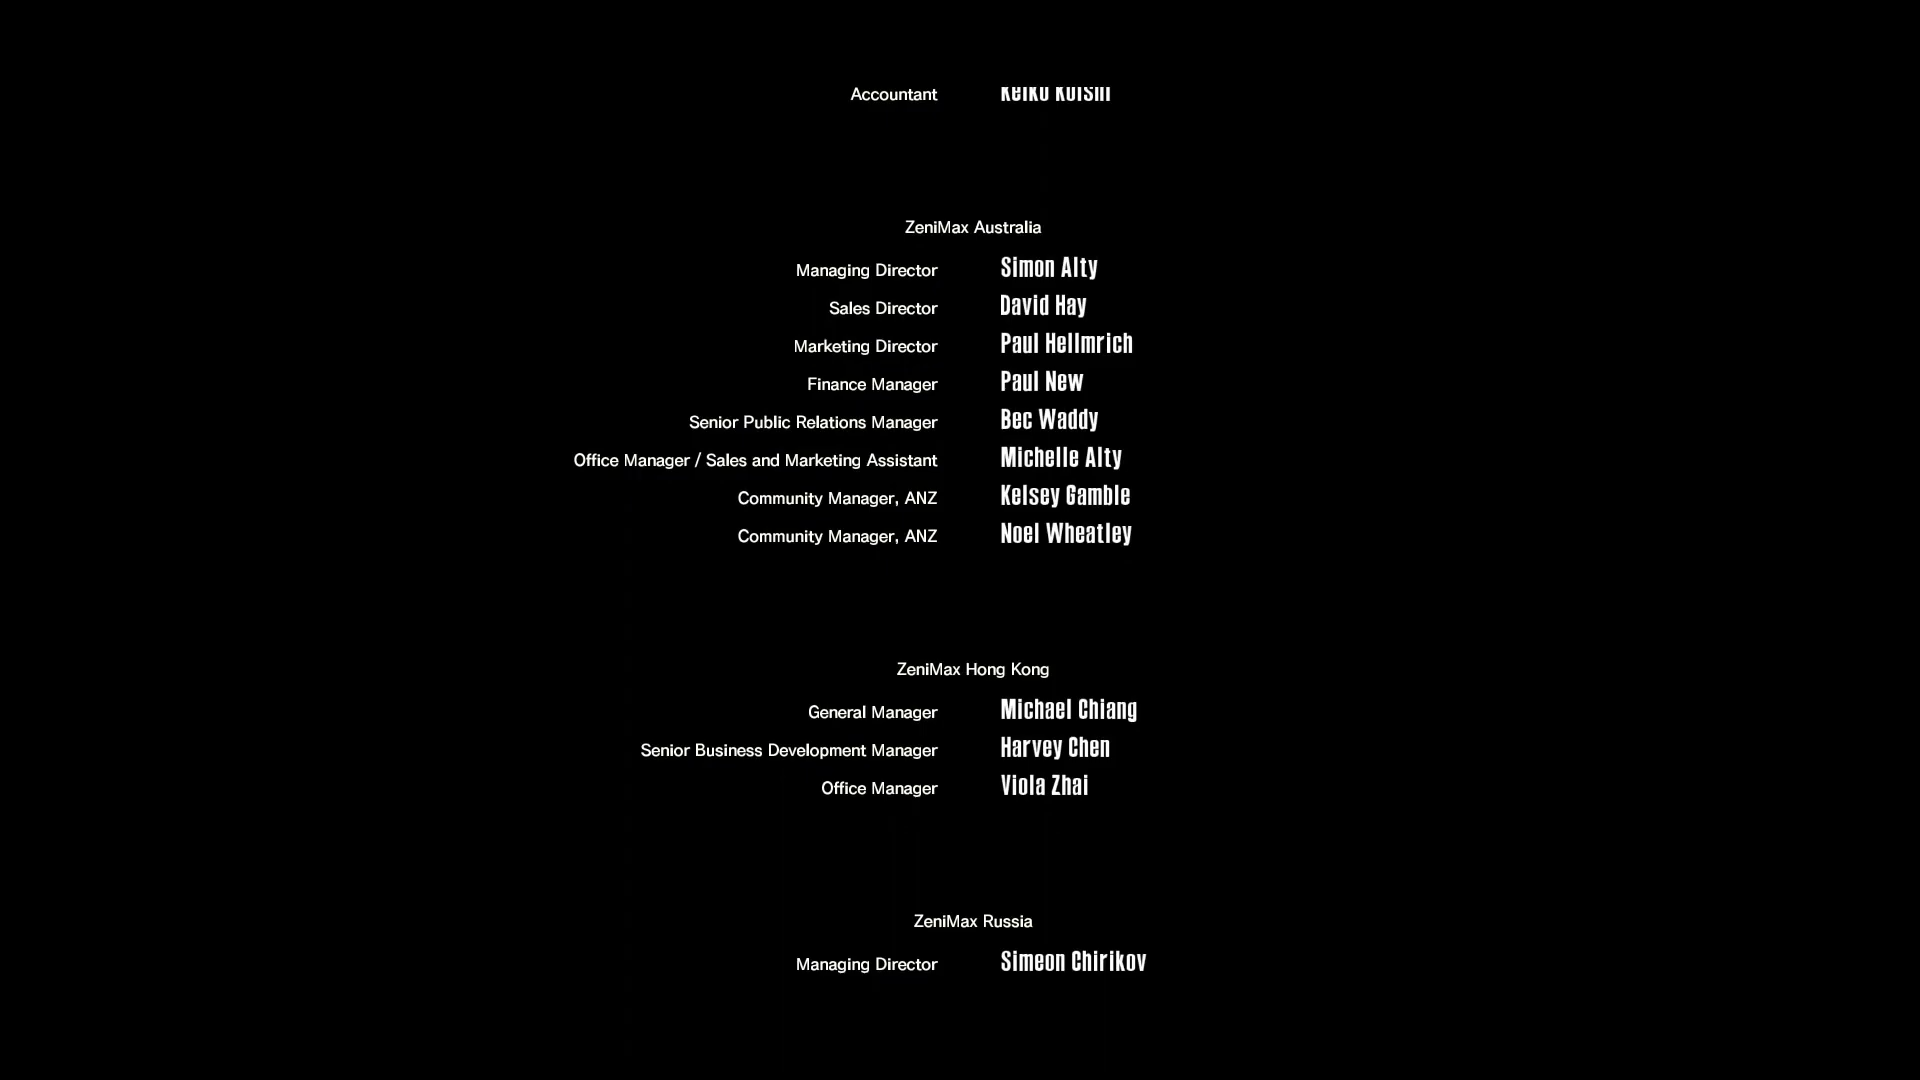 Accountant Keiko Koishi
ZeniMax Australia
Managing Director Simon Alty
Sales Director David Hay
Marketing Director Paul Hellmrich
Finance Manager Paul New
Senior Public Relations Manager Bec Waddy
Office Manager / Sales and Marketing Assistant Michelle Alty
Community Manager, ANZ Kelsey Gamble
Community Manager, ANZ Noel Wheatley
ZeniMax Hong Kong
General Manager Michael Chiang
Senior Business Development Manager Harvey Chen
Office Manager Viola Zhai
ZeniMax Russia
Managing Director Simeon Chirikov